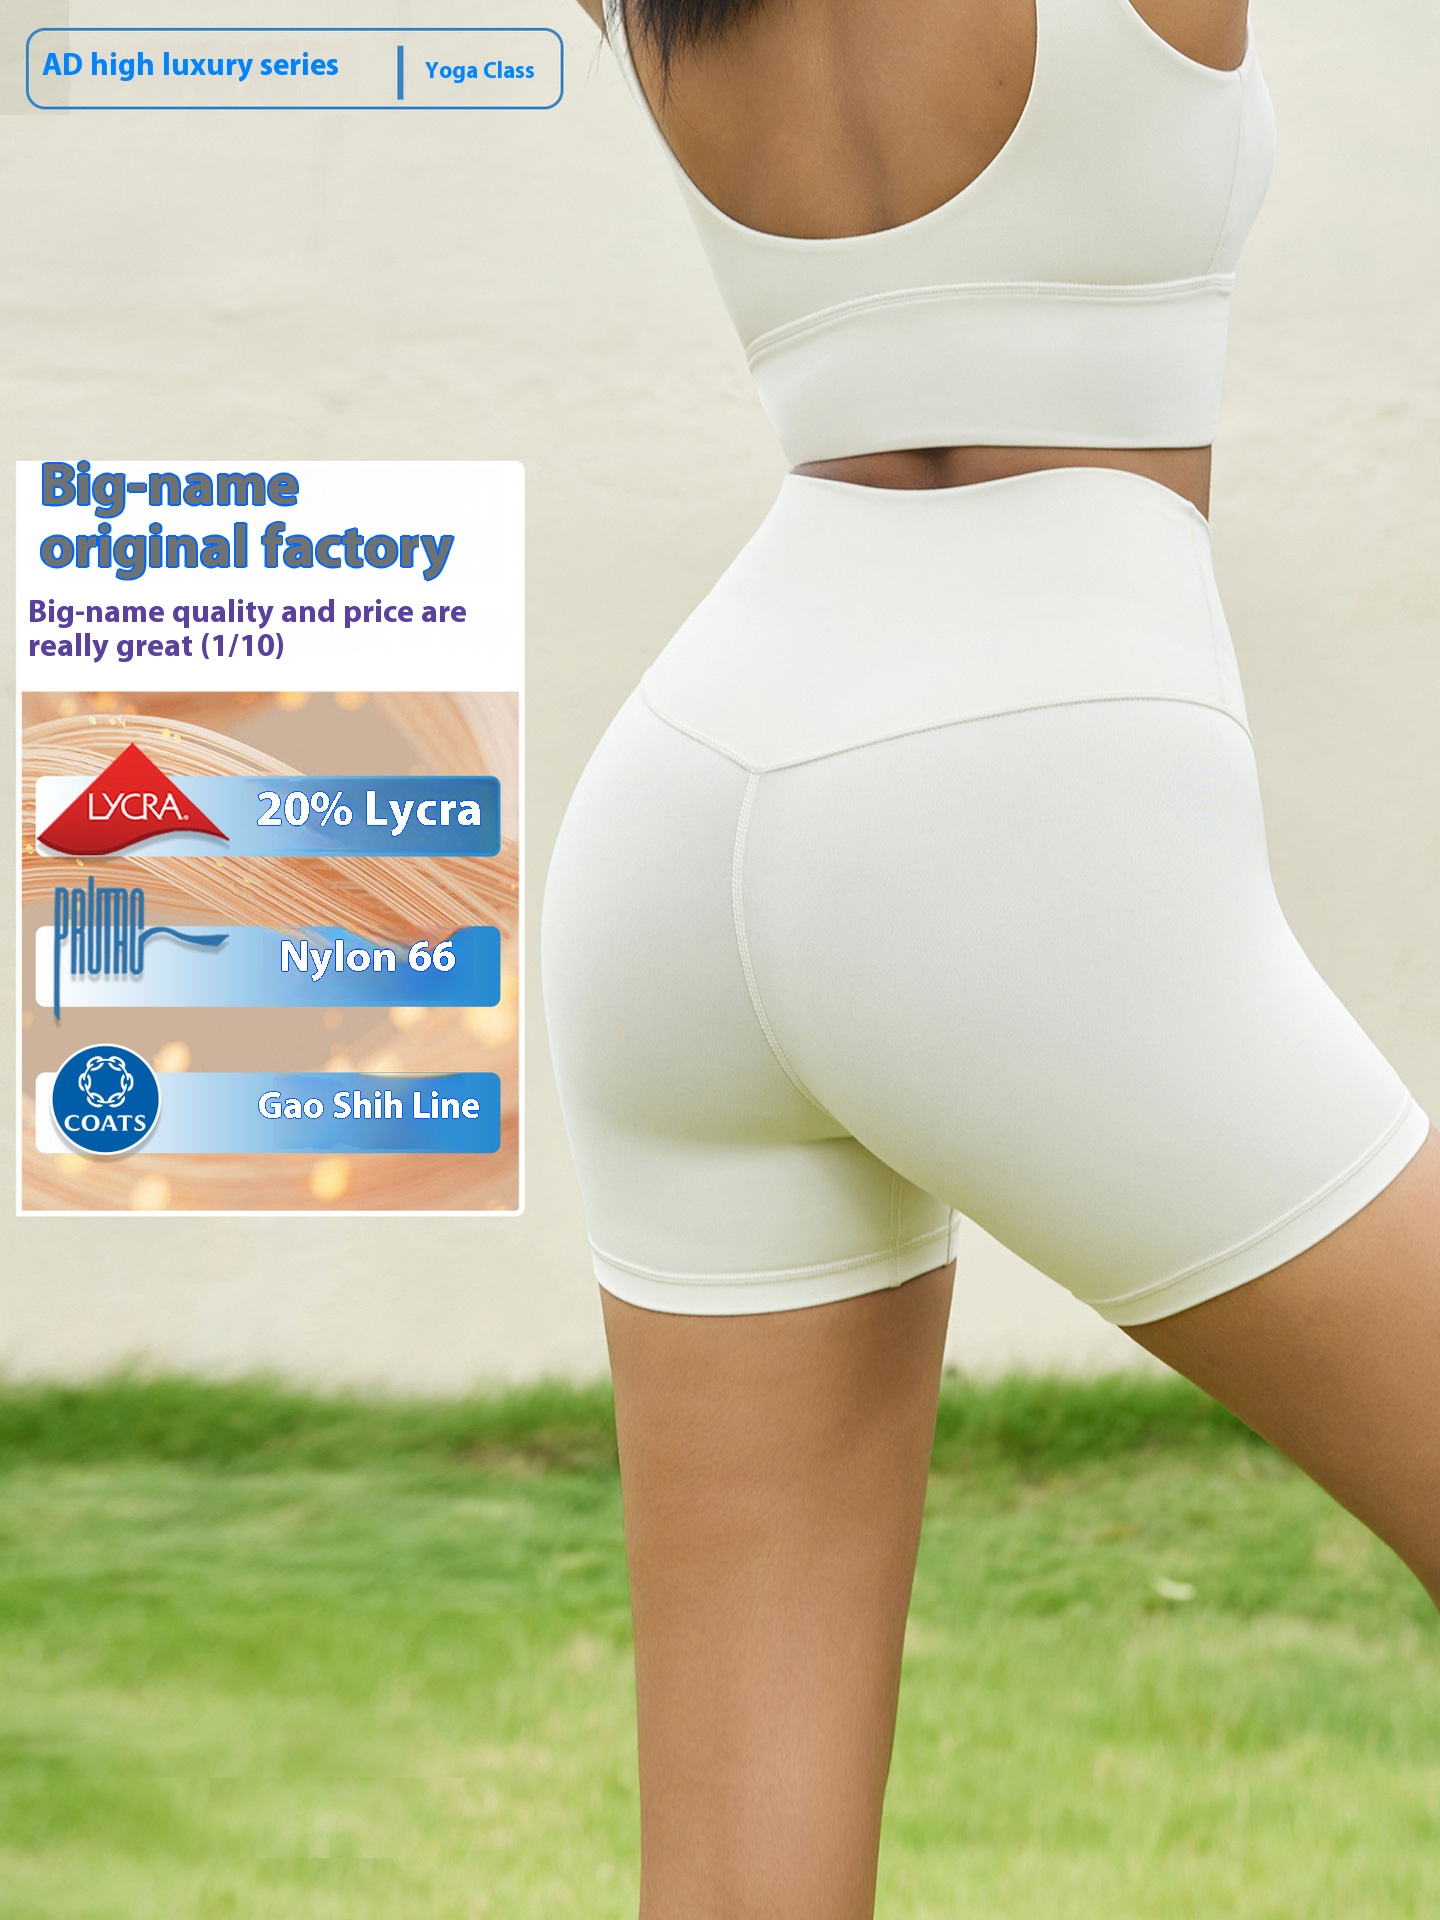 AD high luxury series
Yoga Class
Big-name
original factory
Big-name quality and price are
really great (1/10)
LYCRA®
20% Lycra
Nylon 66
COATS
Gao Shih Line